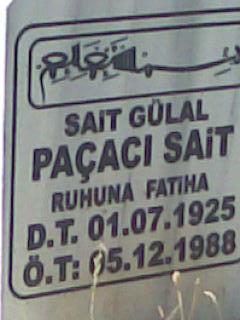 SAİT GÜLAL
PAÇACI SAİT
RUHUNA FATİHA
D.T. 01.07.1925
Ö.T: 05.12.1988